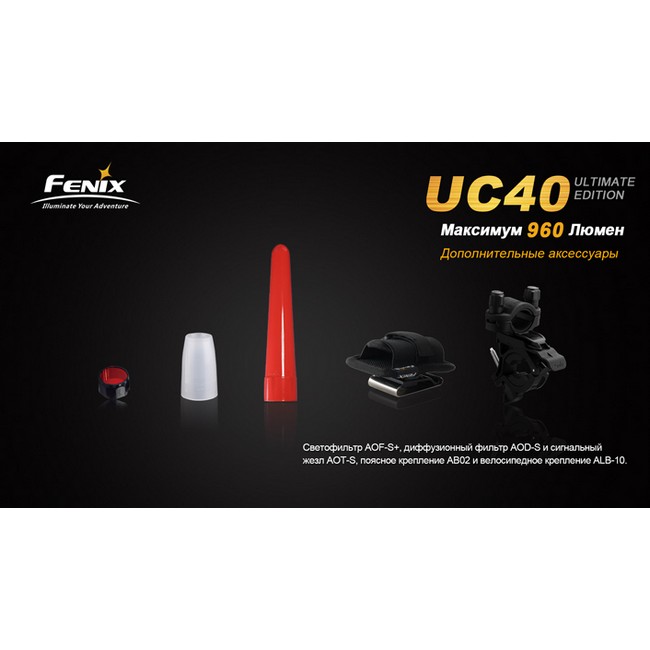 FENIX
Illuminate Your Adventure
UC40 ULTIMATE EDITION
Максимум 960 Люмен
Дополнительные аксессуары
FENIX
Светофильтр AOF-S+, диффузионный фильтр AOD-S и сигнальный
жезл AOT-S, поясное крепление AB02 и велосипедное крепление ALB-10.